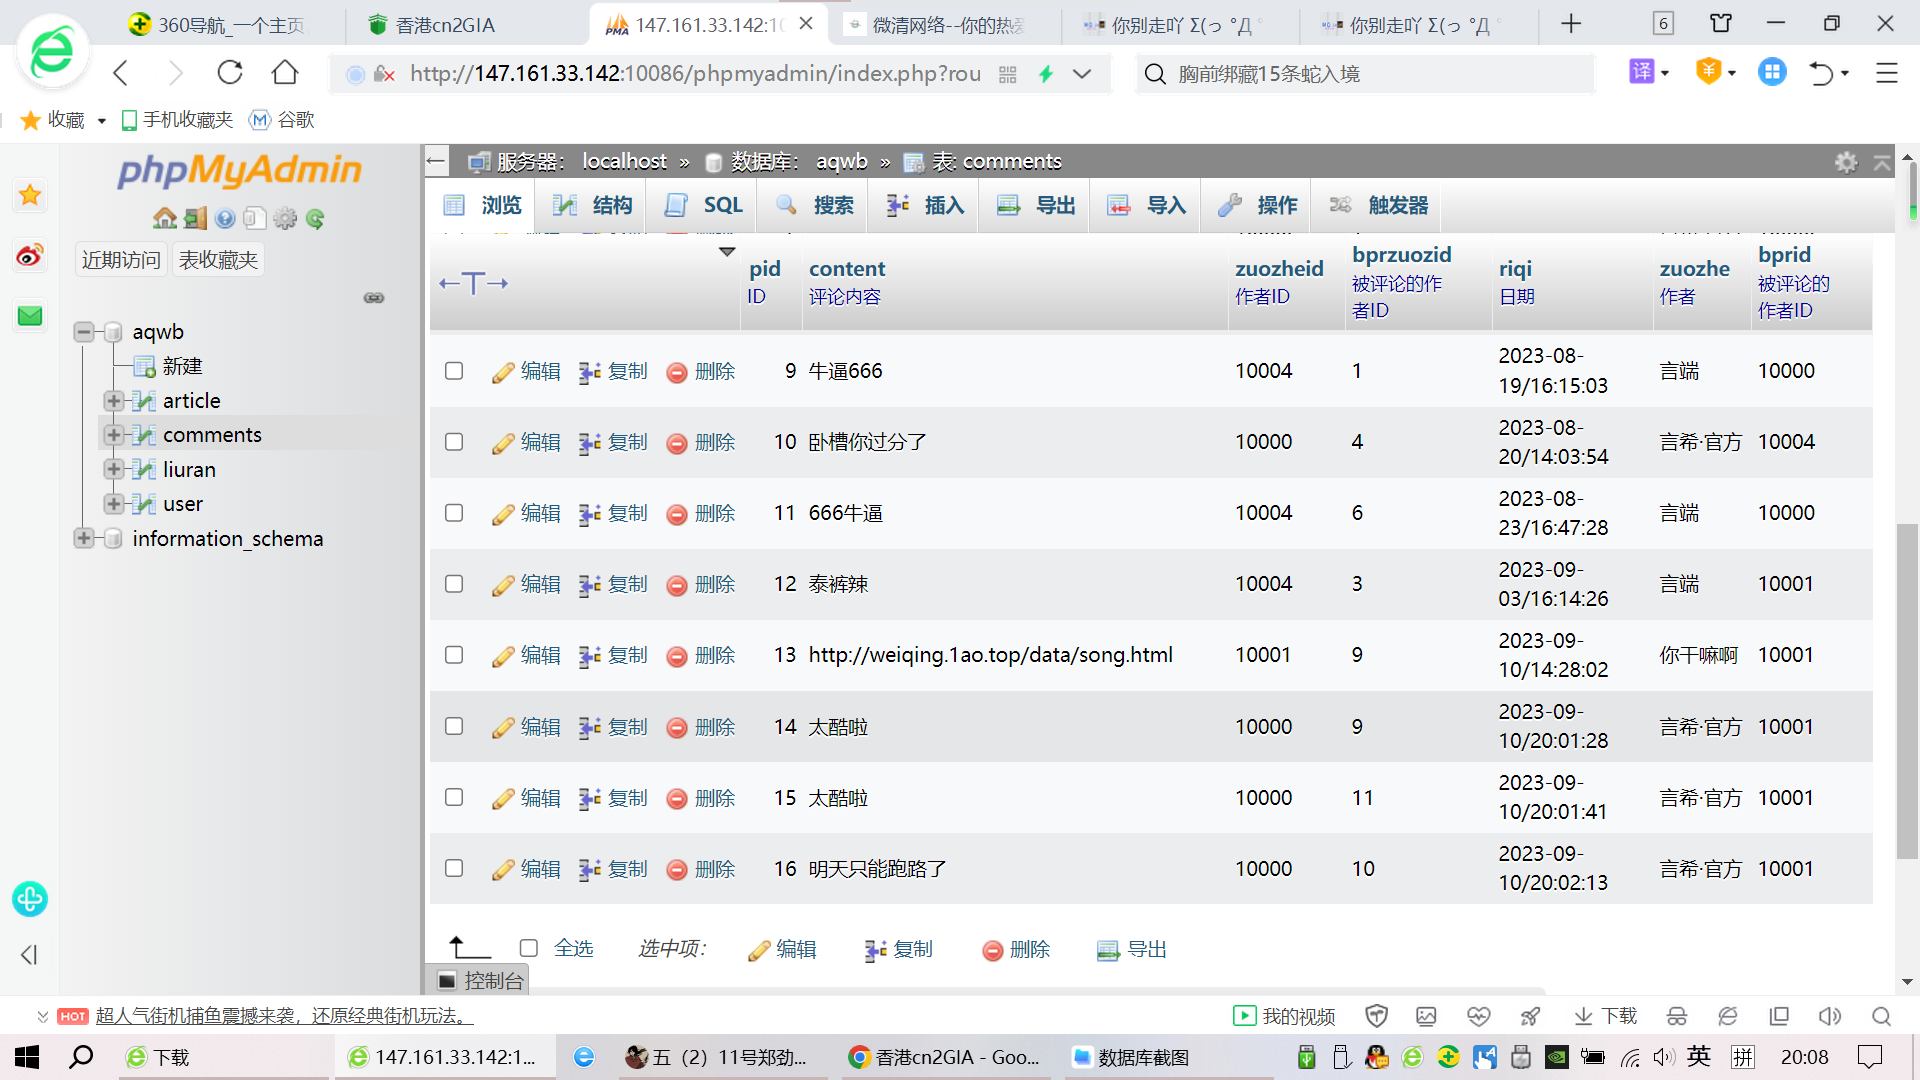 360导航_一个主页
香港cn2GIA
147.161.33.142:10
微清网络--你的热爱
你别走吖 Σ(っ °Д °
你别走吖 Σ(っ °Д °
6
http://147.161.33.142:10086/phpmyadmin/index.php?rou
胸前绑藏15条蛇入境
译
收藏
手机收藏夹
谷歌
phpMyAdmin
服务器: localhost » 数据库: aqwb » 表: comments
浏览 结构 SQL 搜索 插入 导出 导入 操作 触发器
近期访问 表收藏夹
aqwb
新建
article
comments
liuran
user
information_schema
←T→
pid
ID
content
评论内容
zuozheid
作者ID
bprzuozid
被评论的作
者ID
riqi
日期
zuozhe
作者
bprid
被评论的
作者ID
编辑 复制 删除 9 牛逼666 10004 1 2023-08-
19/16:15:03 言端 10000
编辑 复制 删除 10 卧槽你过分了 10000 4 2023-08-
20/14:03:54 言希·官方 10004
编辑 复制 删除 11 666牛逼 10004 6 2023-08-
23/16:47:28 言端 10000
编辑 复制 删除 12 泰裤辣 10004 3 2023-09-
03/16:14:26 言端 10001
编辑 复制 删除 13 http://weiqing.1ao.top/data/song.html 10001 9 2023-09-
10/14:28:02 你干嘛啊 10001
编辑 复制 删除 14 太酷啦 10000 9 2023-09-
10/20:01:28 言希·官方 10001
编辑 复制 删除 15 太酷啦 10000 11 2023-09-
10/20:01:41 言希·官方 10001
编辑 复制 删除 16 明天只能跑路了 10000 10 2023-09-
10/20:02:13 言希·官方 10001
全选 选中项: 编辑 复制 删除 导出
控制台
HOT 超人气街机捕鱼震撼来袭，还原经典街机玩法。
我的视频
下载
下载
147.161.33.142:1...
五（2）11号郑劲...
香港cn2GIA - Goo...
数据库截图
英
拼
20:08